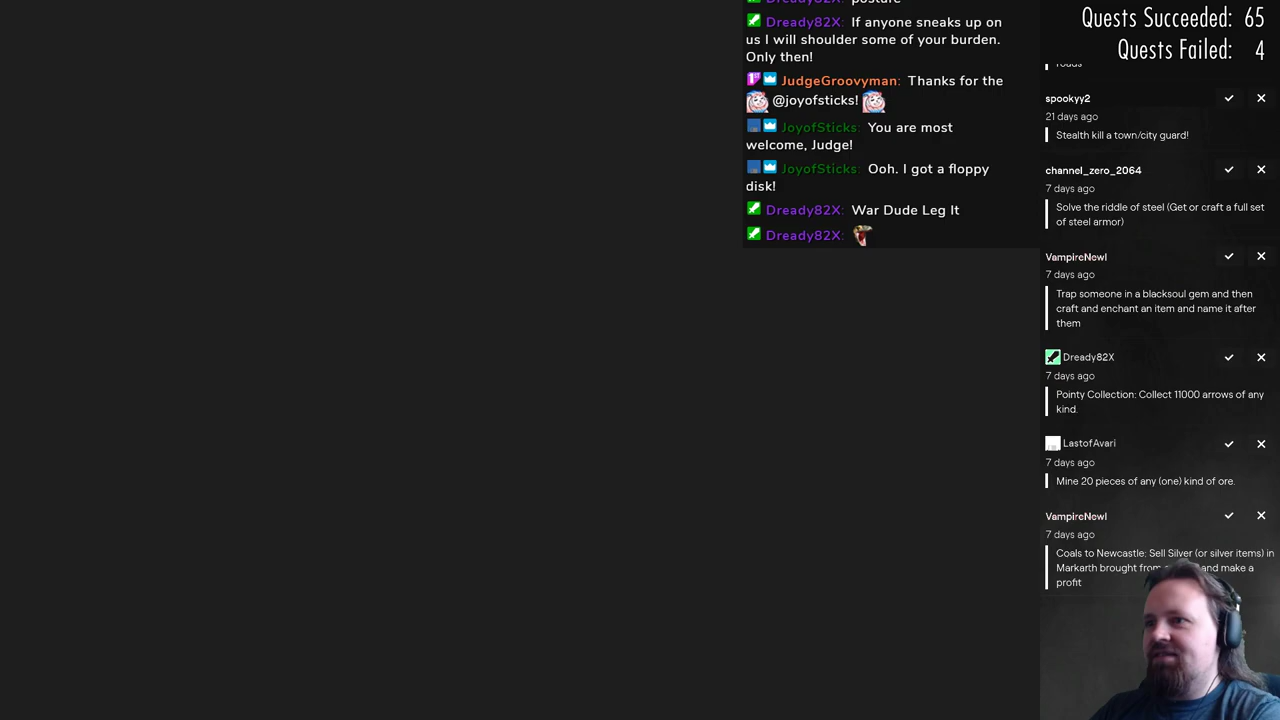 Dready82X: posture
Dready82X: If anyone sneaks up on
us I will shoulder some of your burden.
Only then!
JudgeGroovyman: Thanks for the
@joyofsticks!
JoyofSticks: You are most
welcome, Judge!
JoyofSticks: Ooh. I got a floppy
disk!
Dready82X: War Dude Leg It
Dready82X:
Quests Succeeded: 65
Quests Failed: 4
roads
spookyy2
21 days ago
Stealth kill a town/city guard!
channel_zero_2064
7 days ago
Solve the riddle of steel (Get or craft a full set
of steel armor)
VampireNewl
7 days ago
Trap someone in a blacksoul gem and then
craft and enchant an item and name it after
them
Dready82X
7 days ago
Pointy Collection: Collect 11000 arrows of any
kind.
LastofAvari
7 days ago
Mine 20 pieces of any (one) kind of ore.
VampireNewl
7 days ago
Coals to Newcastle: Sell Silver (or silver items) in
Markarth brought from and make a
profit